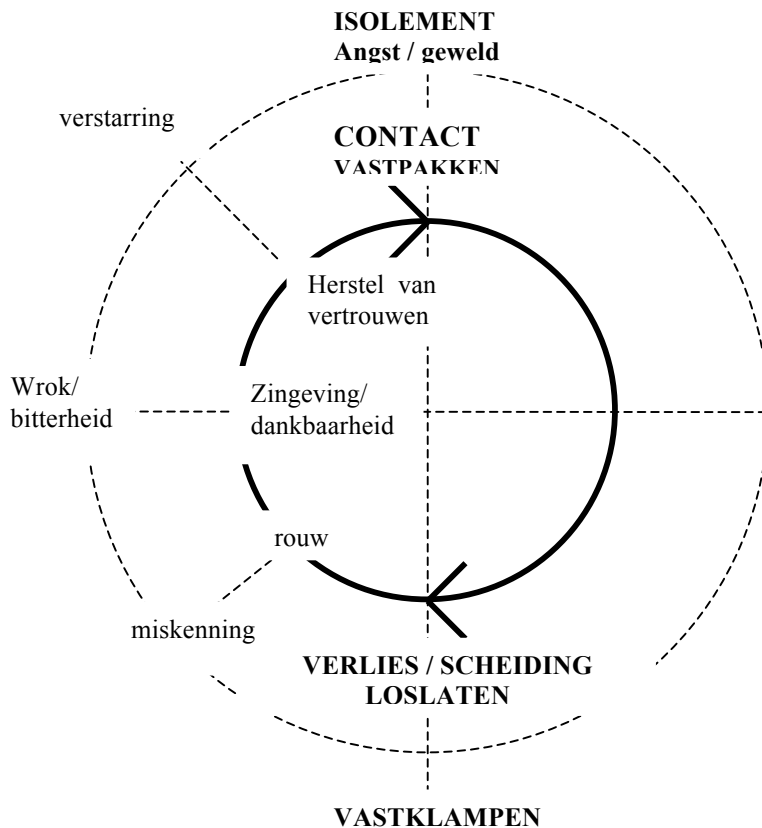 ISOLEMENT
Angst / geweld
verstarring
CONTACT
VASTPAKKEN
Herstel van
vertrouwen
Wrok/
bitterheid
Zingeving/
dankbaarheid
rouw
miskenning
VERLIES / SCHEIDING
LOSLATEN
VASTKLAMPEN